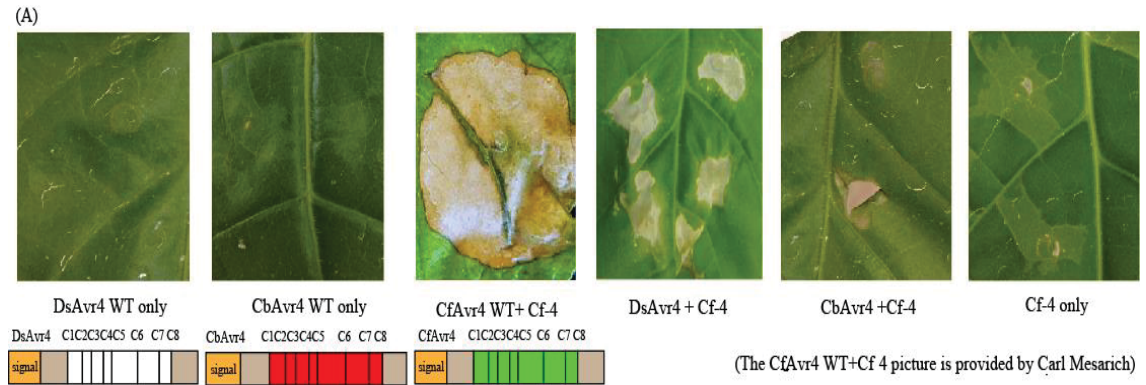 (A)
DsAvr4 WT only CbAvr4 WT only CfAvr4 WT+ Cf-4 DsAvr4 + Cf-4 CbAvr4 +Cf-4 Cf-4 only
DsAvr4 C1C2C3C4C5 C6 C7 C8 CbAvr4 C1C2C3C4C5 C6 C7 C8 CfAvr4 C1C2C3C4C5 C6 C7 C8
signal signal signal
(The CfAvr4 WT+Cf 4 picture is provided by Carl Mesarich)